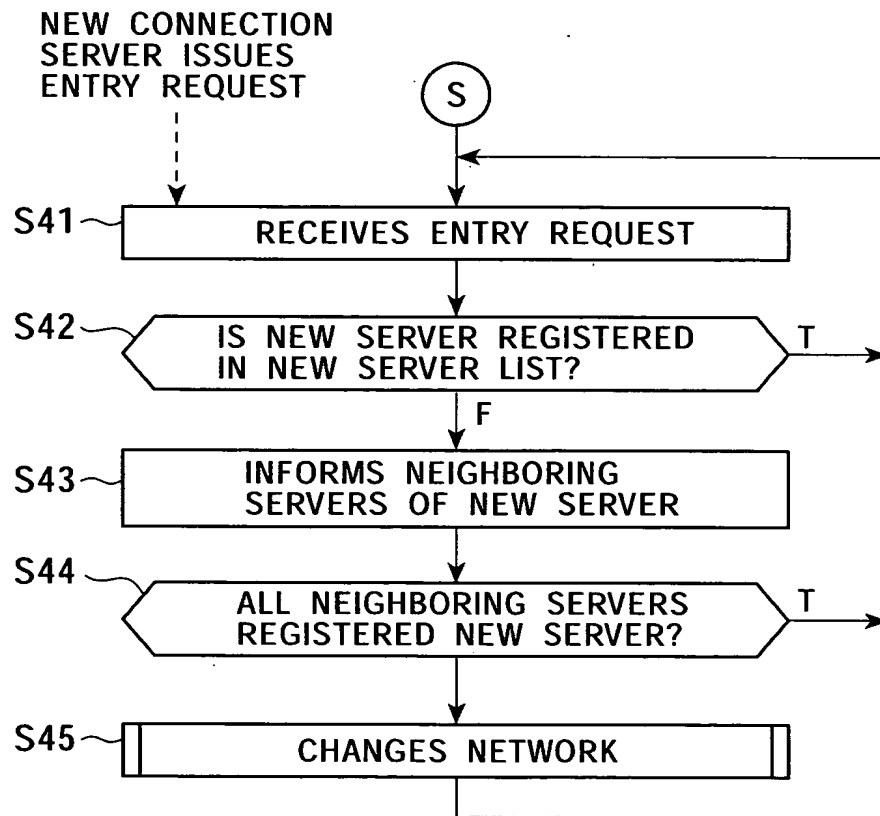 NEW CONNECTION
SERVER ISSUES
ENTRY REQUEST
S
S41
RECEIVES ENTRY REQUEST
S42
IS NEW SERVER REGISTERED
IN NEW SERVER LIST?
T
F
S43
INFORMS NEIGHBORING
SERVERS OF NEW SERVER
S44
ALL NEIGHBORING SERVERS
REGISTERED NEW SERVER?
T
S45
CHANGES NETWORK